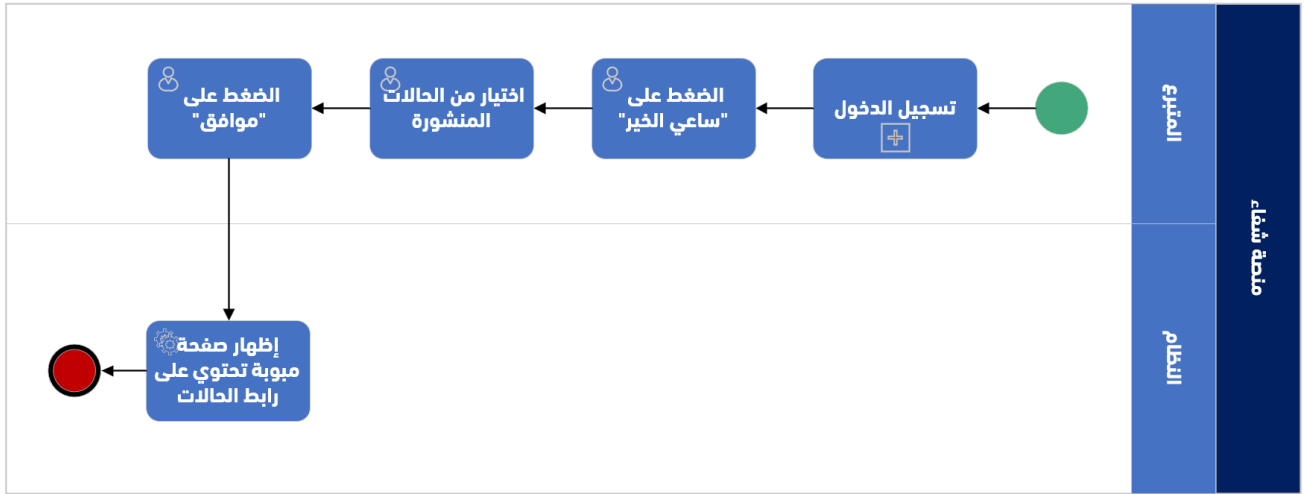 منصة شفاء
المتبرع
تسجيل الدخول
الضغط على
"ساعي الخير"
اختيار من الحالات
المنشورة
الضغط على
"موافق"
النظام
إظهار صفحة
مبوبة تحتوي على
رابط الحالات